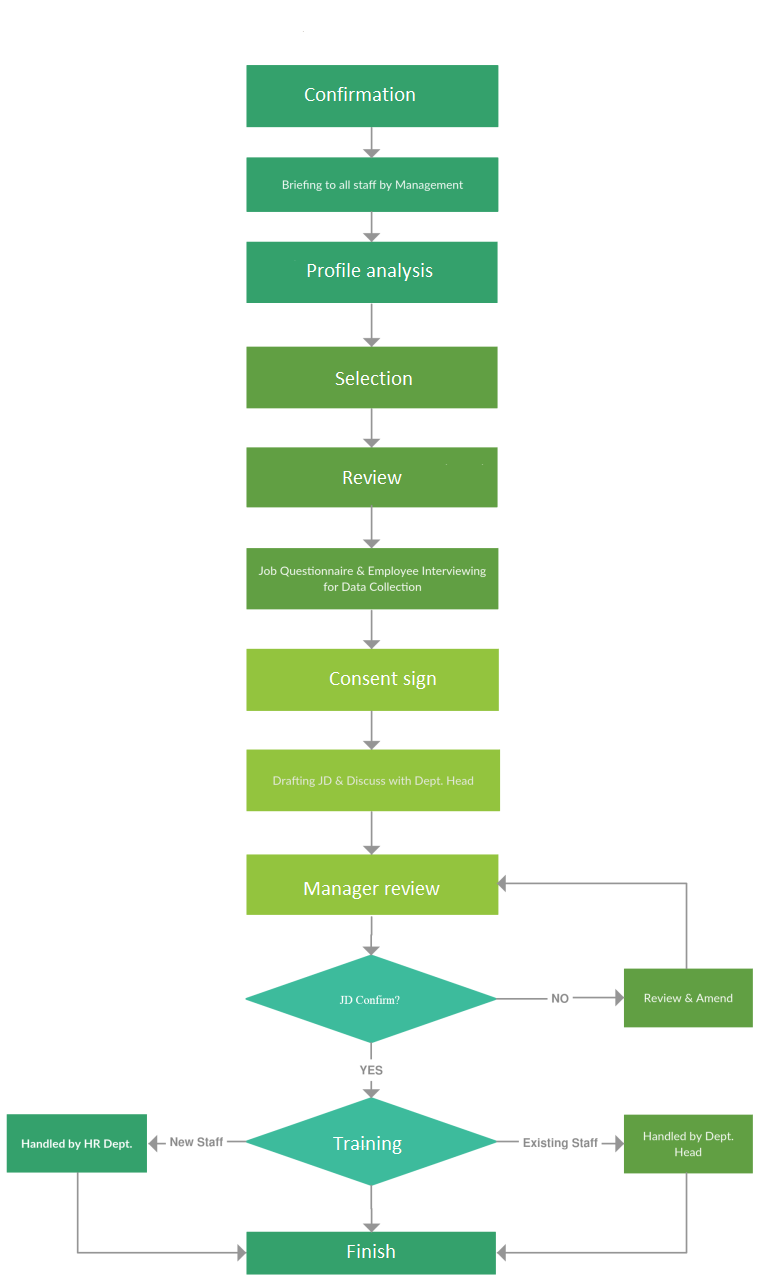 Confirmation
Briefing to all staff by Management
Profile analysis
Selection
Review
Job Questionnaire & Employee Interviewing
for Data Collection
Consent sign
Drafting JD & Discuss with Dept. Head
Manager review
JD Confirm?
NO
Review & Amend
YES
Handled by HR Dept.
New Staff
Training
Existing Staff
Handled by Dept.
Head
Finish